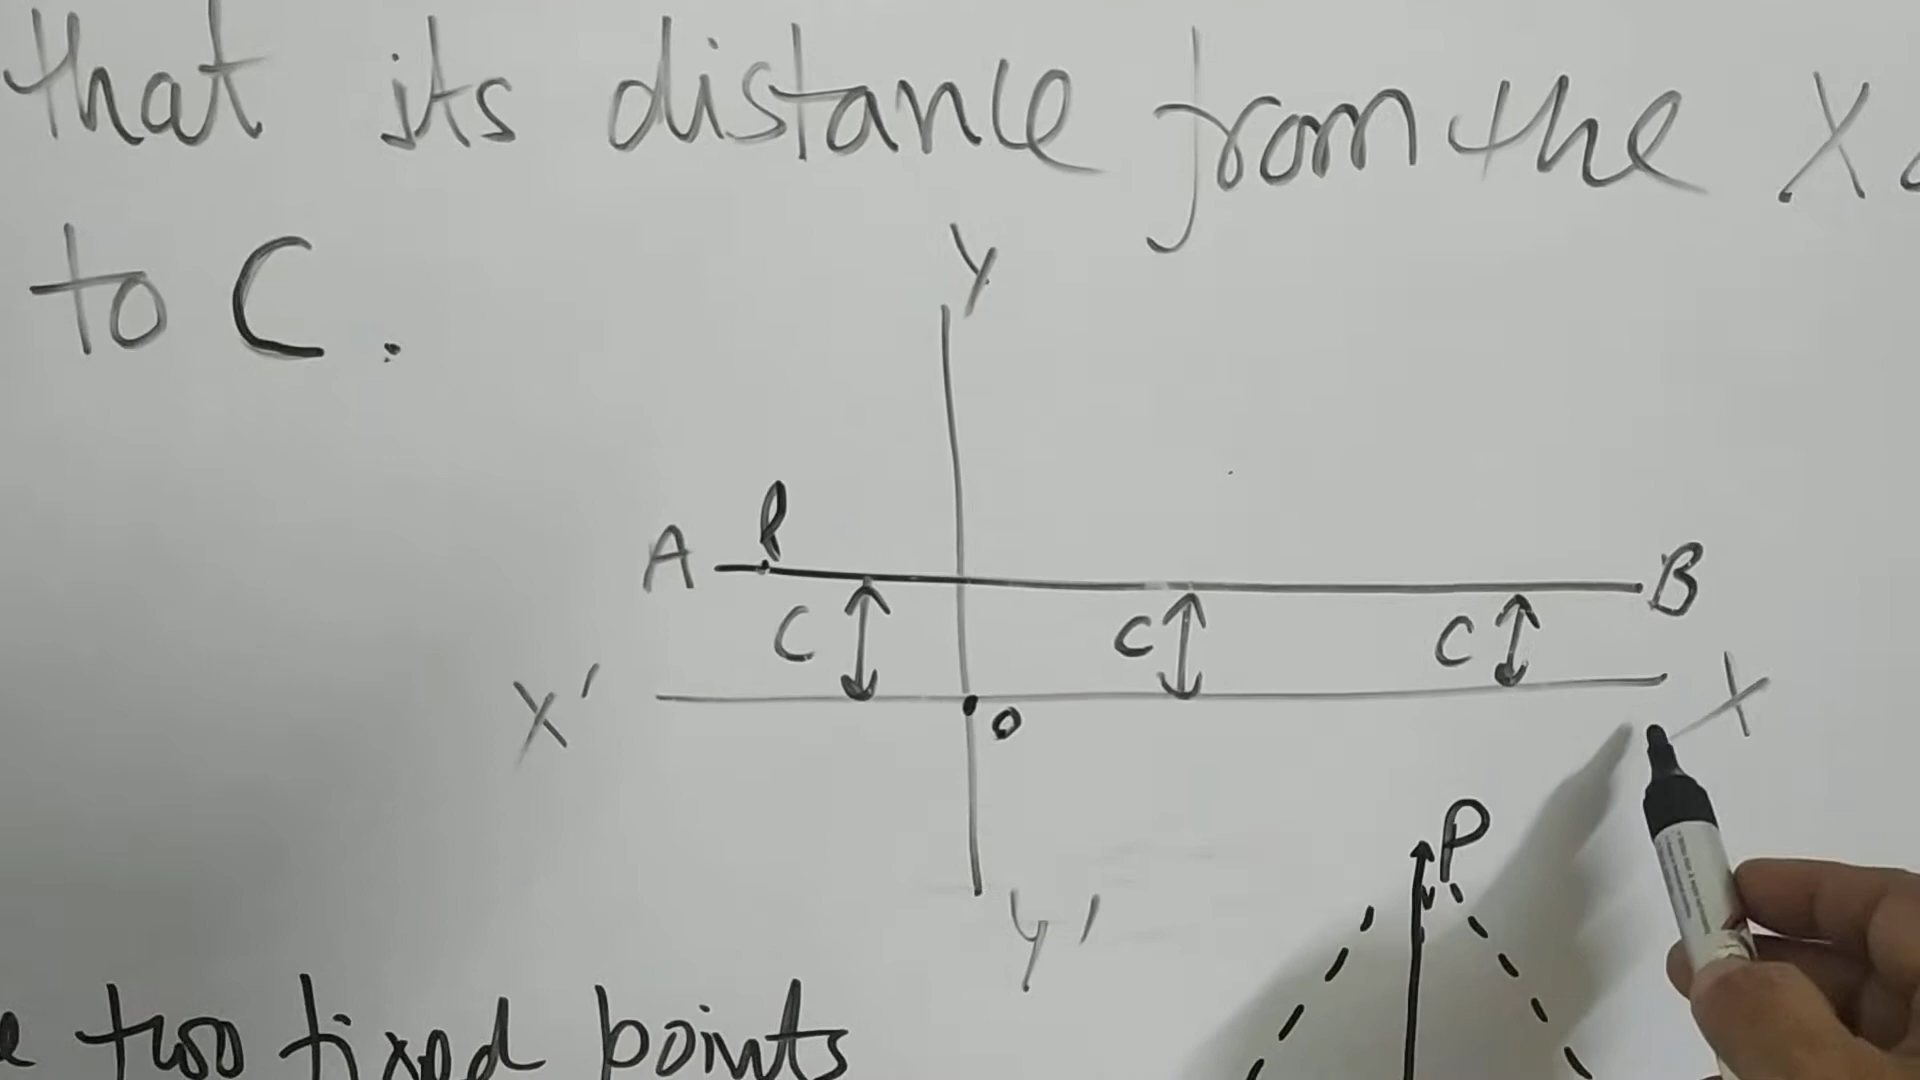 that its distance from the X
to C.
Y
A P B
C C C
X' O X
P
Y'
two fixed points